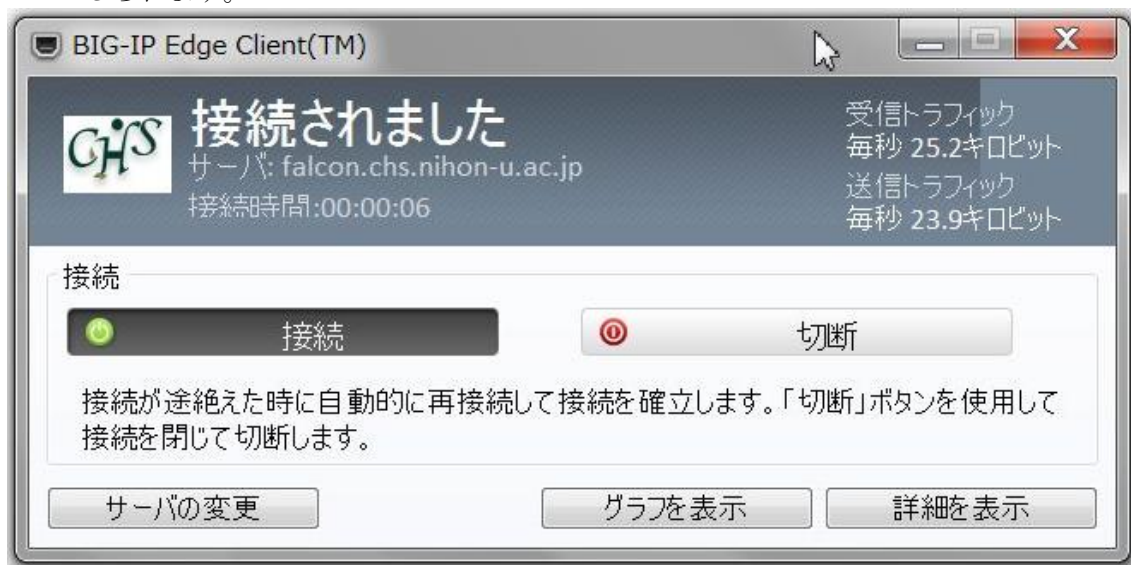 BIG-IP Edge Client(TM)
CHS
接続されました
サーバ: falcon.chs.nihon-u.ac.jp
接続時間:00:00:06
受信トラフィック
毎秒 25.2キロビット
送信トラフィック
毎秒 23.9キロビット
接続
接続
切断
接続が途絶えた時に自動的に再接続して接続を確立します。「切断」ボタンを使用して
接続を閉じて切断します。
サーバの変更
グラフを表示
詳細を表示